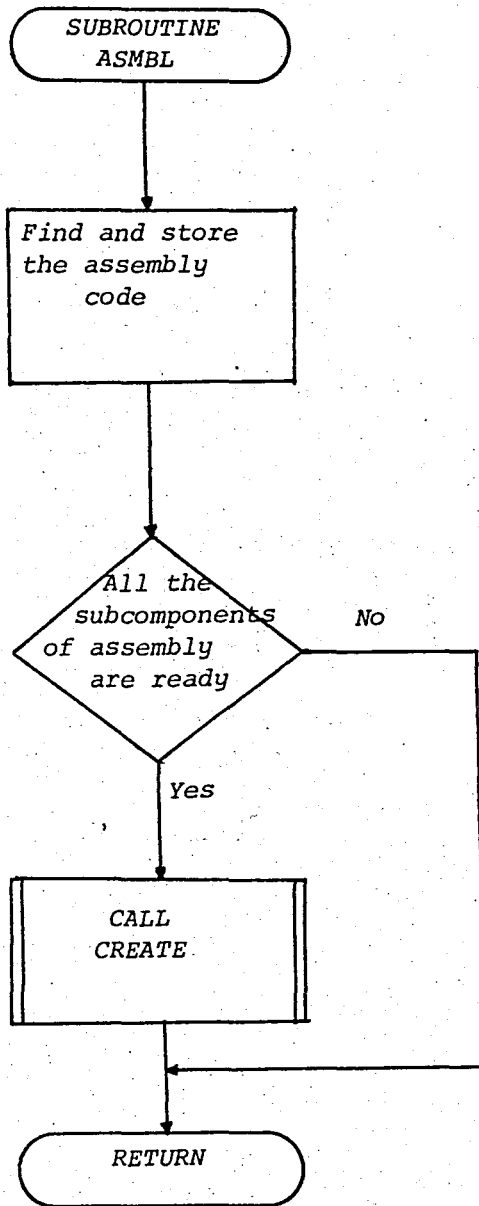 SUBROUTINE
ASMBL
Find and store
the assembly
code
All the
subcomponents
of assembly
are ready
No
Yes
CALL
CREATE
RETURN